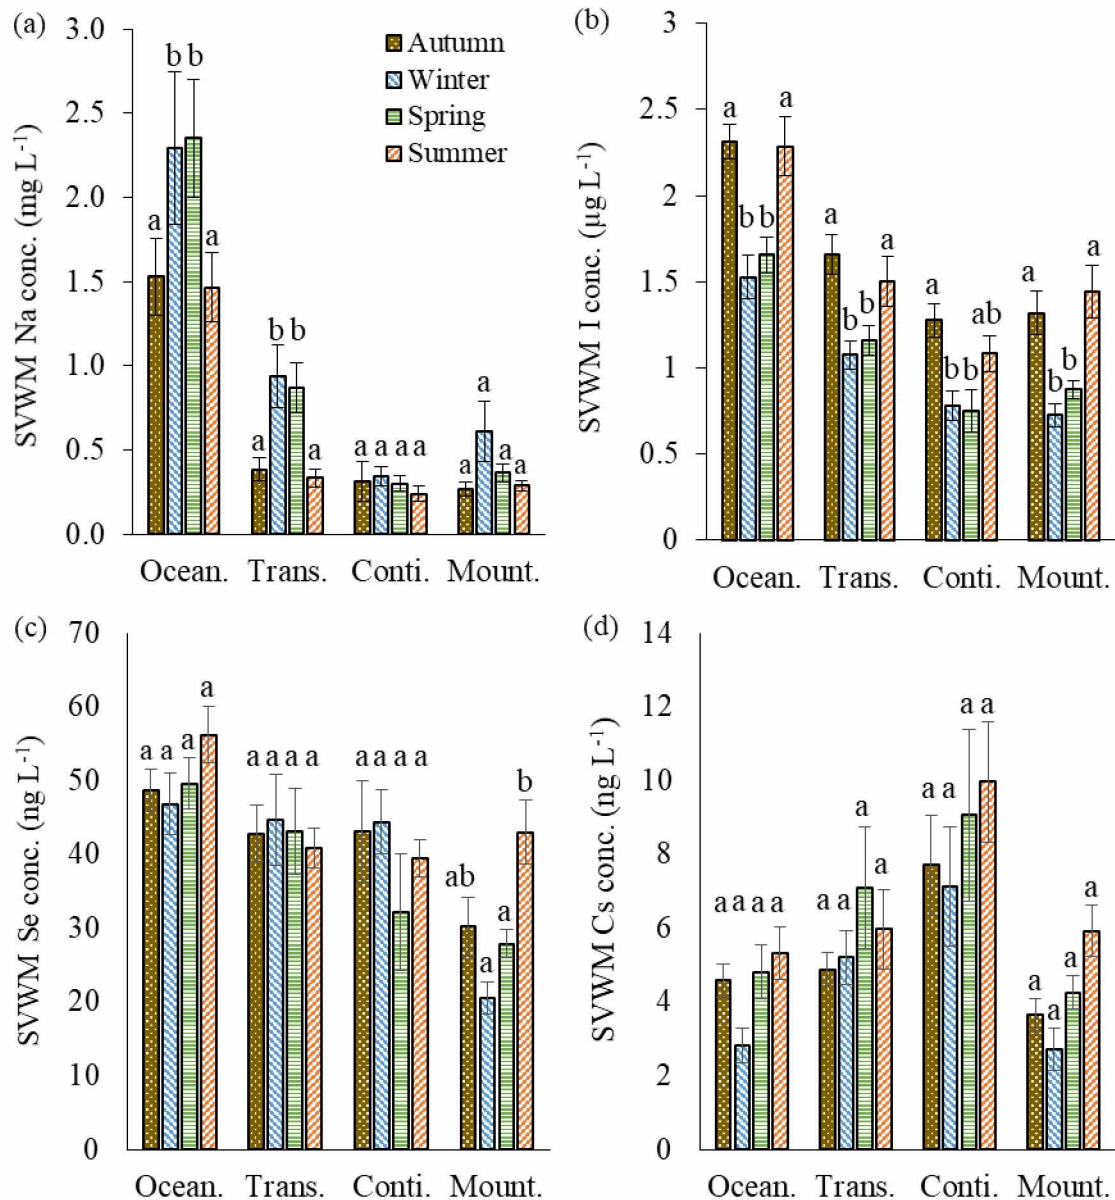 (a)
SVWM Na conc. (mg L⁻¹)
3.0
2.5
2.0
1.5
1.0
0.5
0.0
Autumn
Winter
Spring
Summer
a b b a
a b b a
a a a a
a a a a
Ocean. Trans. Conti. Mount.
(b)
SVWM I conc. (µg L⁻¹)
3
2.5
2
1.5
1
0.5
0
a b b a
a b b a
a b b ab
a b b a
Ocean. Trans. Conti. Mount.
(c)
SVWM Se conc. (ng L⁻¹)
70
60
50
40
30
20
10
0
a a a a
a a a a
a a a a
ab a a b
Ocean. Trans. Conti. Mount.
(d)
SVWM Cs conc. (ng L⁻¹)
14
12
10
8
6
4
2
0
a a a a
a a a a
a a a a
a a a a
Ocean. Trans. Conti. Mount.